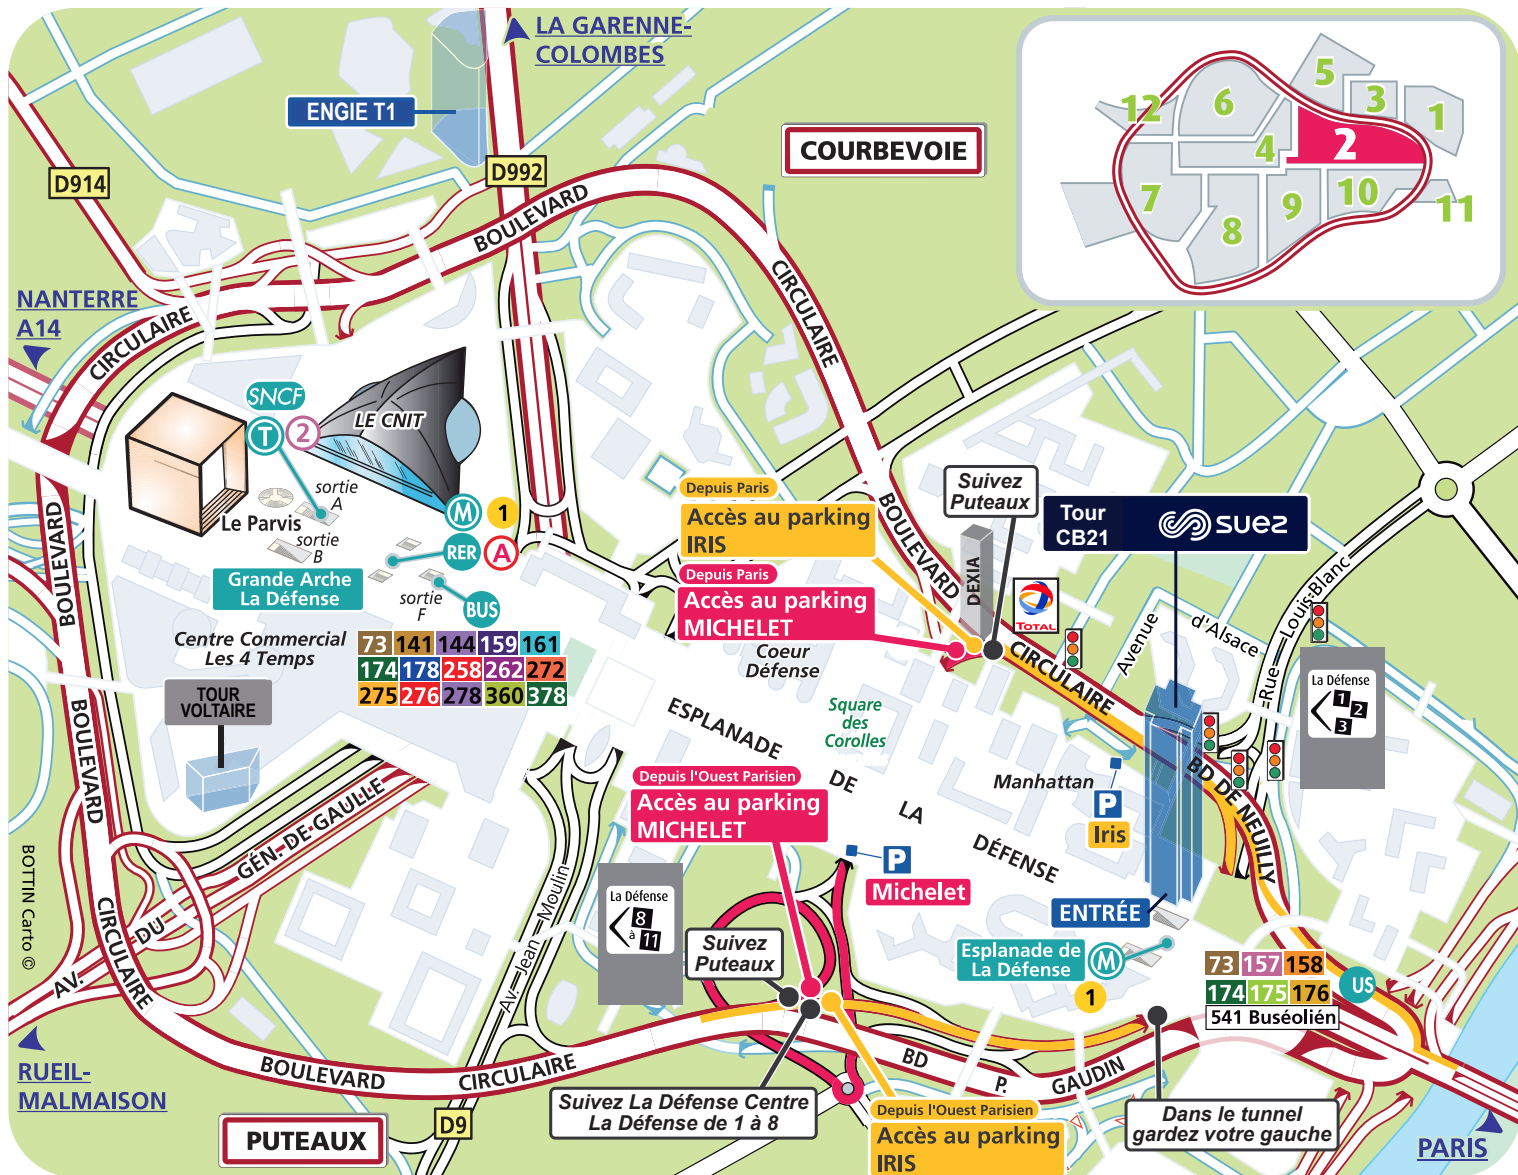 LA GARENNE-
COLOMBES
ENGIE T1
COURBEVOIE
D914
D992
5
6
12
3
1
4
2
7
8
9
10
11
BOULEVARD
CIRCULAIRE
NANTERRE
A14
CIRCULAIRE
SNCF
T
2
LE CNIT
sortie
A
Le Parvis
sortie
B
M
1
RER
A
Grande Arche
La Défense
sortie
F
BUS
Centre Commercial
Les 4 Temps
73 141 144 159 161
174 178 258 262 272
275 276 278 360 378
TOUR
VOLTAIRE
BOULEVARD
BOULEVARD
CIRCULAIRE
Depuis Paris
Accès au parking
IRIS
Depuis Paris
Accès au parking
MICHELET
BOULEVARD
CIRCULAIRE
Suivez
Puteaux
DEXIA
TOTAL
Tour
CB21
suez
Avenue
d'Alsace
Rue Louis-Blanc
La Défense
1
2
3
Coeur
Défense
Square
des
Corolles
ESPLANADE
DE
LA
DÉFENSE
Manhattan
P
Iris
BD DE NEUILLY
Depuis l'Ouest Parisien
Accès au parking
MICHELET
P
Michelet
ENTRÉE
Esplanade de
La Défense
M
1
73 157 158
174 175 176
541 Buséolién
US
La Défense
8
à
11
Suivez
Puteaux
Av. Jean Moulin
AV. DU GÉN. DE GAULLE
BOTTIN Carto ©
RUEIL-
MALMAISON
BOULEVARD
CIRCULAIRE
BD
P.
GAUDIN
Suivez La Défense Centre
La Défense de 1 à 8
Depuis l'Ouest Parisien
Accès au parking
IRIS
Dans le tunnel
gardez votre gauche
D9
PUTEAUX
PARIS